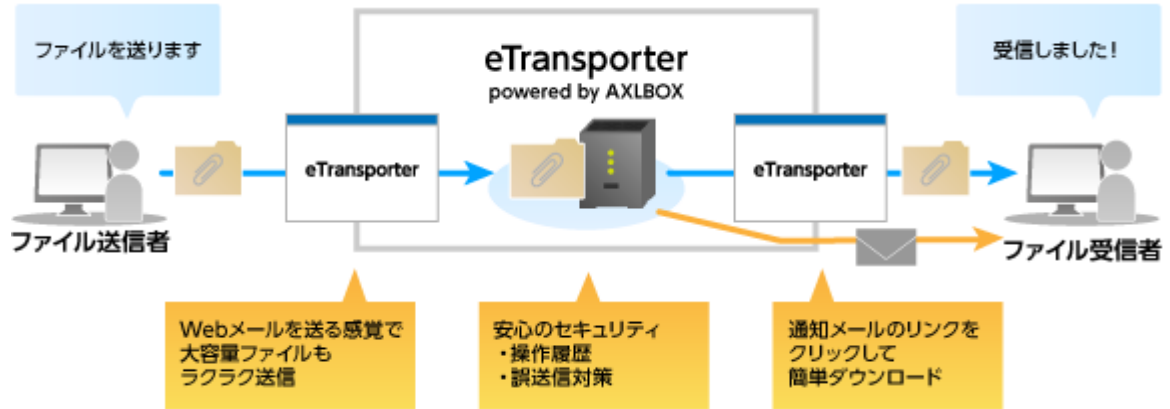 ファイルを送ります
eTransporter
powered by AXLBOX
受信しました!
eTransporter
eTransporter
ファイル送信者
ファイル受信者
Webメールを送る感覚で
大容量ファイルも
ラクラク送信
安心のセキュリティ
・操作履歴
・誤送信対策
通知メールのリンクを
クリックして
簡単ダウンロード